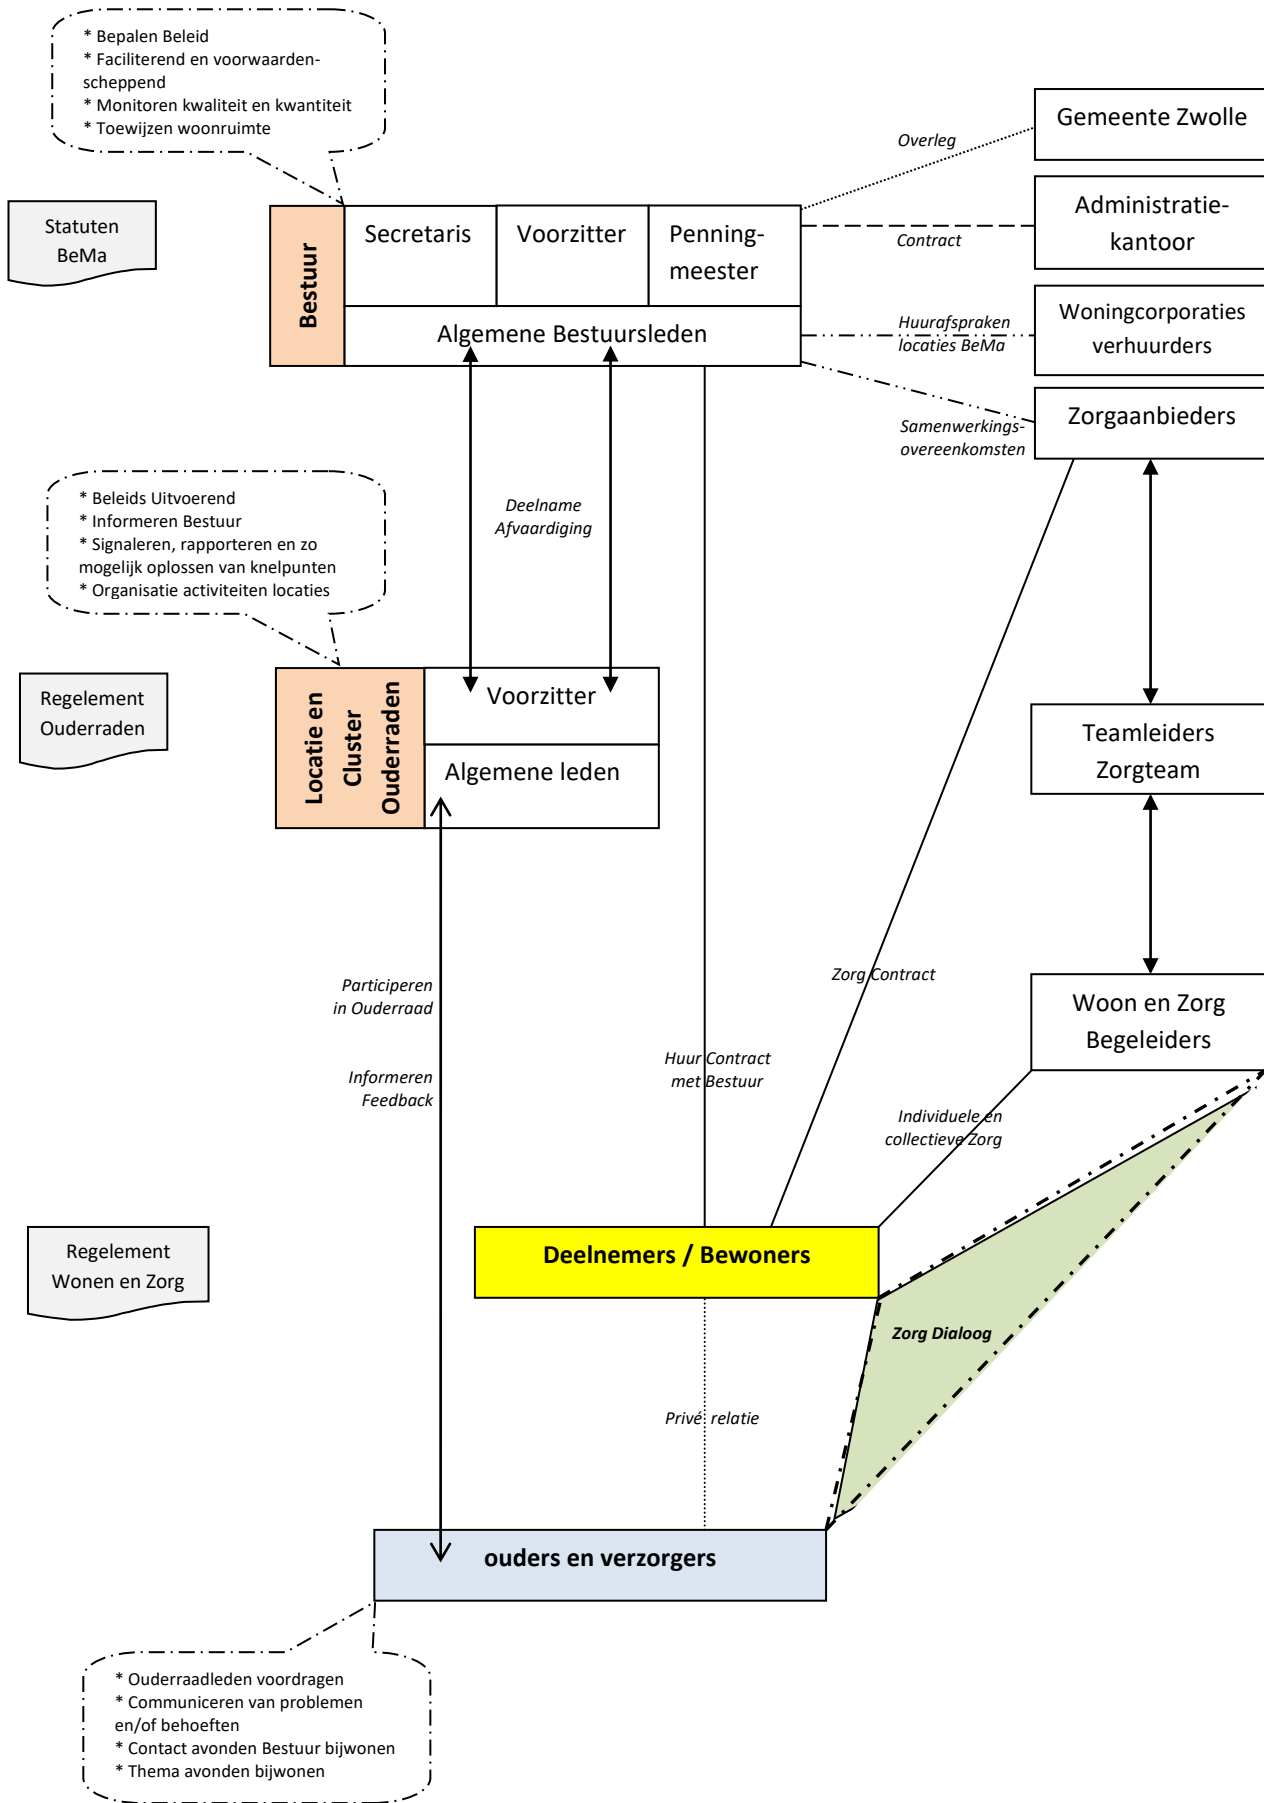 * Bepalen Beleid
* Faciliterend en voorwaarden-
scheppend
* Monitoren kwaliteit en kwantiteit
* Toewijzen woonruimte
Gemeente Zwolle
Overleg
Statuten
BeMa
Bestuur
Secretaris
Voorzitter
Penning-
meester
Algemene Bestuursleden
Administratie-
kantoor
Contract
Woningcorporaties
verhuurders
Huurafspraken
locaties BeMa
Zorgaanbieders
Samenwerkings-
overeenkomsten
* Beleids Uitvoerend
* Informeren Bestuur
* Signaleren, rapporteren en zo
mogelijk oplossen van knelpunten
* Organisatie activiteiten locaties
Deelname
Afvaardiging
Regelement
Ouderraden
Locatie en
Cluster
Ouderraden
Voorzitter
Algemene leden
Teamleiders
Zorgteam
Participeren
in Ouderraad
Zorg Contract
Woon en Zorg
Begeleiders
Informeren
Feedback
Huur Contract
met Bestuur
Individuele en
collectieve Zorg
Regelement
Wonen en Zorg
Deelnemers / Bewoners
Zorg Dialoog
Privé relatie
ouders en verzorgers
* Ouderraadleden voordragen
* Communiceren van problemen
en/of behoeften
* Contact avonden Bestuur bijwonen
* Thema avonden bijwonen